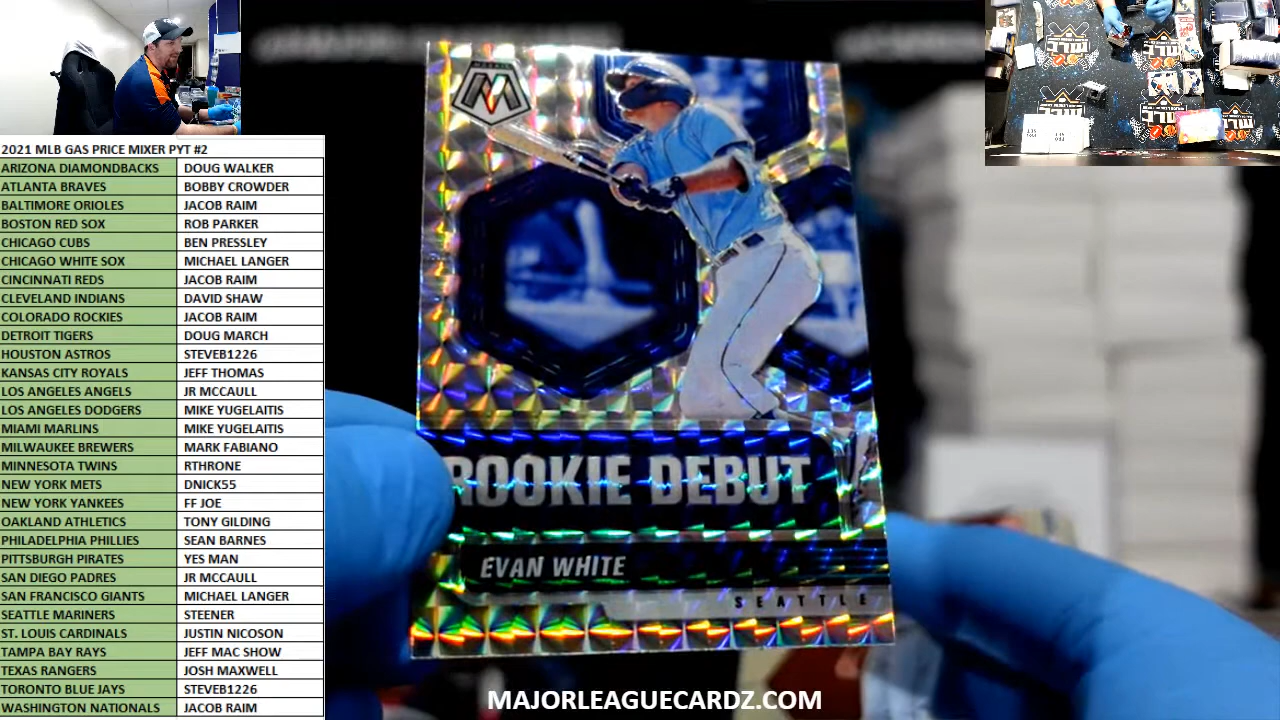 2021 MLB GAS PRICE MIXER PYT #2
ARIZONA DIAMONDBACKS DOUG WALKER
ATLANTA BRAVES BOBBY CROWDER
BALTIMORE ORIOLES JACOB RAIM
BOSTON RED SOX ROB PARKER
CHICAGO CUBS BEN PRESSLEY
CHICAGO WHITE SOX MICHAEL LANGER
CINCINNATI REDS JACOB RAIM
CLEVELAND INDIANS DAVID SHAW
COLORADO ROCKIES JACOB RAIM
DETROIT TIGERS DOUG MARCH
HOUSTON ASTROS STEVEB1226
KANSAS CITY ROYALS JEFF THOMAS
LOS ANGELES ANGELS JR MCCAULL
LOS ANGELES DODGERS MIKE YUGELAITIS
MIAMI MARLINS MIKE YUGELAITIS
MILWAUKEE BREWERS MARK FABIANO
MINNESOTA TWINS RTHRONE
NEW YORK METS DNICK55
NEW YORK YANKEES FF JOE
OAKLAND ATHLETICS TONY GILDING
PHILADELPHIA PHILLIES SEAN BARNES
PITTSBURGH PIRATES YES MAN
SAN DIEGO PADRES JR MCCAULL
SAN FRANCISCO GIANTS MICHAEL LANGER
SEATTLE MARINERS STEENER
ST. LOUIS CARDINALS JUSTIN NICOSON
TAMPA BAY RAYS JEFF MAC SHOW
TEXAS RANGERS JOSH MAXWELL
TORONTO BLUE JAYS STEVEB1226
WASHINGTON NATIONALS JACOB RAIM
MOSAIC
ROOKIE DEBUT
EVAN WHITE
SEATTLE
MAJORLEAGUECARDZ.COM